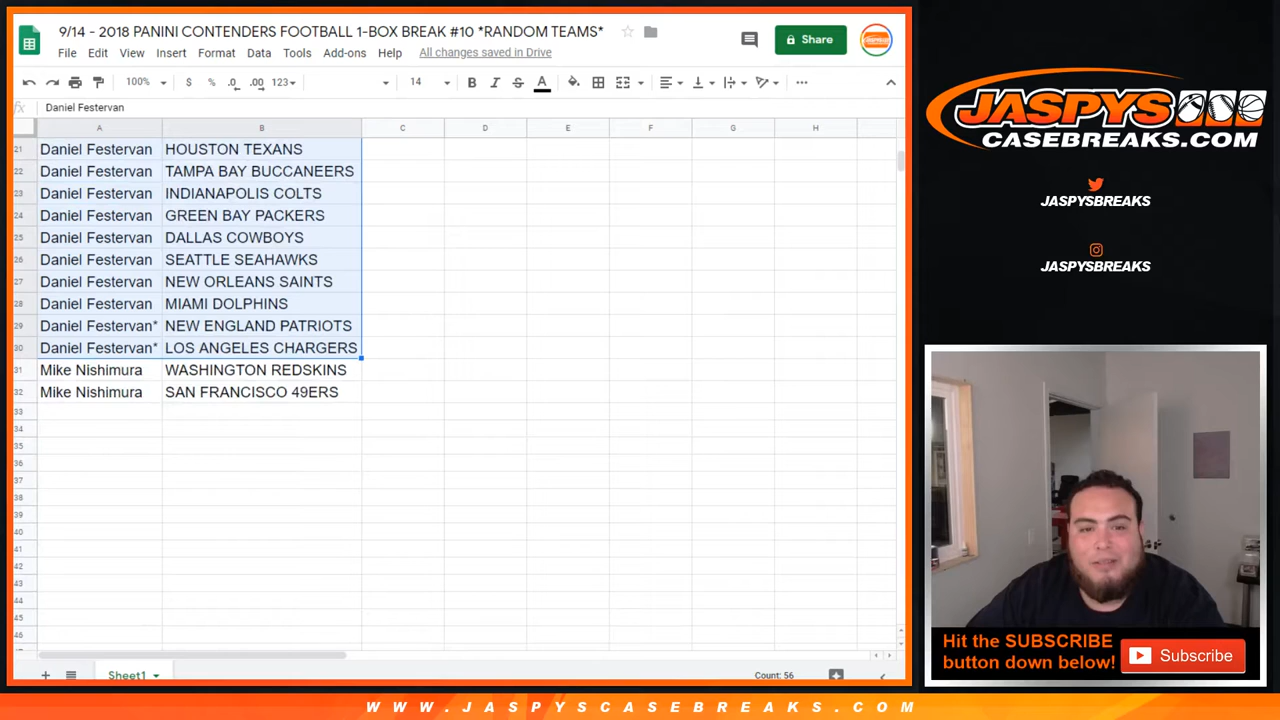 9/14 - 2018 PANINI CONTENDERS FOOTBALL 1-BOX BREAK #10 *RANDOM TEAMS*
File Edit View Insert Format Data Tools Add-ons Help All changes saved in Drive
Share
100% $ % .0 .00 123 14 B I S A
fx Daniel Festervan
A B C D E F G H
21 Daniel Festervan HOUSTON TEXANS
22 Daniel Festervan TAMPA BAY BUCCANEERS
23 Daniel Festervan INDIANAPOLIS COLTS
24 Daniel Festervan GREEN BAY PACKERS
25 Daniel Festervan DALLAS COWBOYS
26 Daniel Festervan SEATTLE SEAHAWKS
27 Daniel Festervan NEW ORLEANS SAINTS
28 Daniel Festervan MIAMI DOLPHINS
29 Daniel Festervan* NEW ENGLAND PATRIOTS
30 Daniel Festervan* LOS ANGELES CHARGERS
31 Mike Nishimura WASHINGTON REDSKINS
32 Mike Nishimura SAN FRANCISCO 49ERS
33
34
35
36
37
38
39
40
41
42
43
44
45
46
Sheet1
Count: 56
JASPYS
CASEBREAKS.COM
JASPYSBREAKS
JASPYSBREAKS
Hit the SUBSCRIBE
button down below!
Subscribe
WWW.JASPYSCASEBREAKS.COM